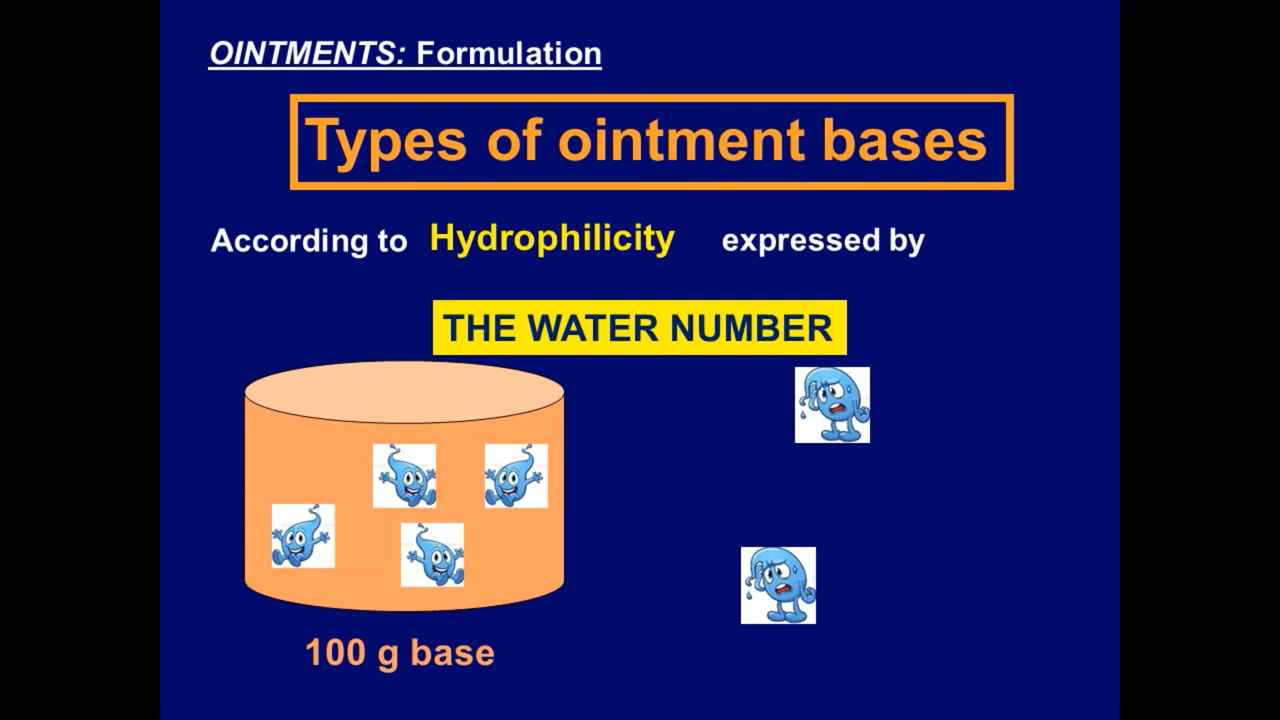 OINTMENTS: Formulation
Types of ointment bases
According to Hydrophilicity expressed by
THE WATER NUMBER
100 g base